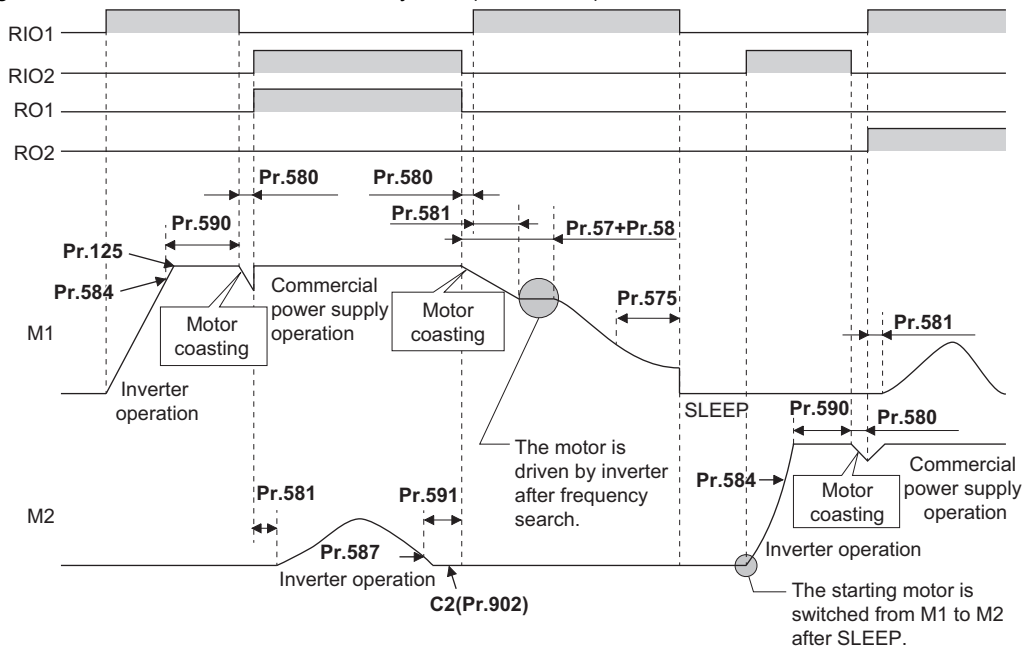 RIO1
RIO2
RO1
RO2
Pr.580
Pr.580
Pr.590
Pr.581
Pr.57+Pr.58
Pr.125
Pr.584
Commercial
power supply
operation
Pr.575
Motor
coasting
Motor
coasting
Pr.581
M1
Inverter
operation
SLEEP
Pr.590
Pr.580
The motor is
driven by inverter
after frequency
search.
Pr.581
Pr.591
Pr.584
Motor
coasting
Commercial
power supply
operation
M2
Pr.587
Inverter operation
Inverter operation
C2(Pr.902)
The starting motor is
switched from M1 to M2
after SLEEP.